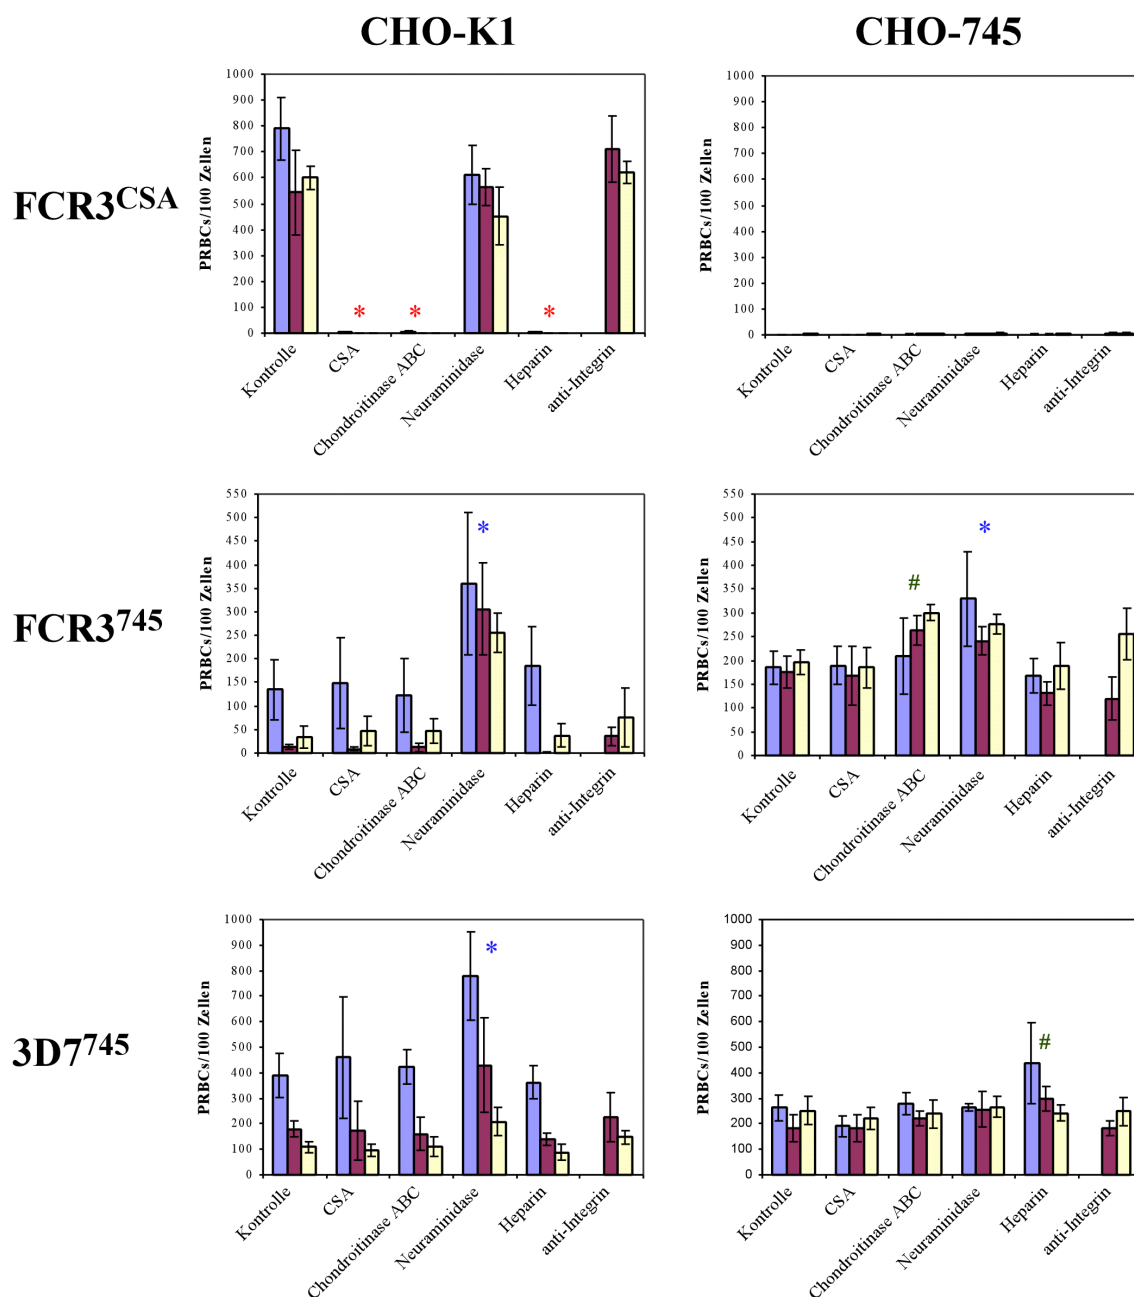 CHO-K1
CHO-745
FCR3CSA
PRBCs/100 Zellen
1000
900
800
700
600
500
400
300
200
100
0
*
*
*
Kontrolle
CSA
Chondroitinase ABC
Neuraminidase
Heparin
anti-Integrin
PRBCs/100 Zellen
1000
900
800
700
600
500
400
300
200
100
0
Kontrolle
CSA
Chondroitinase ABC
Neuraminidase
Heparin
anti-Integrin
FCR3745
PRBCs/100 Zellen
550
500
450
400
350
300
250
200
150
100
50
0
*
Kontrolle
CSA
Chondroitinase ABC
Neuraminidase
Heparin
anti-Integrin
PRBCs/100 Zellen
550
500
450
400
350
300
250
200
150
100
50
0
#
*
Kontrolle
CSA
Chondroitinase ABC
Neuraminidase
Heparin
anti-Integrin
3D7745
PRBCs/100 Zellen
1000
900
800
700
600
500
400
300
200
100
0
*
Kontrolle
CSA
Chondroitinase ABC
Neuraminidase
Heparin
anti-Integrin
PRBCs/100 Zellen
1000
900
800
700
600
500
400
300
200
100
0
#
Kontrolle
CSA
Chondroitinase ABC
Neuraminidase
Heparin
anti-Integrin